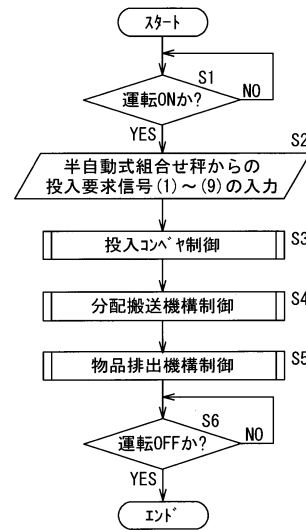 スタート
S1
運転ONか?
NO
YES
S2
半自動式組合せ秤からの
投入要求信号(1)～(9)の入力
投入コンベヤ制御
S3
分配搬送機構制御
S4
物品排出機構制御
S5
S6
運転OFFか?
NO
YES
エンド